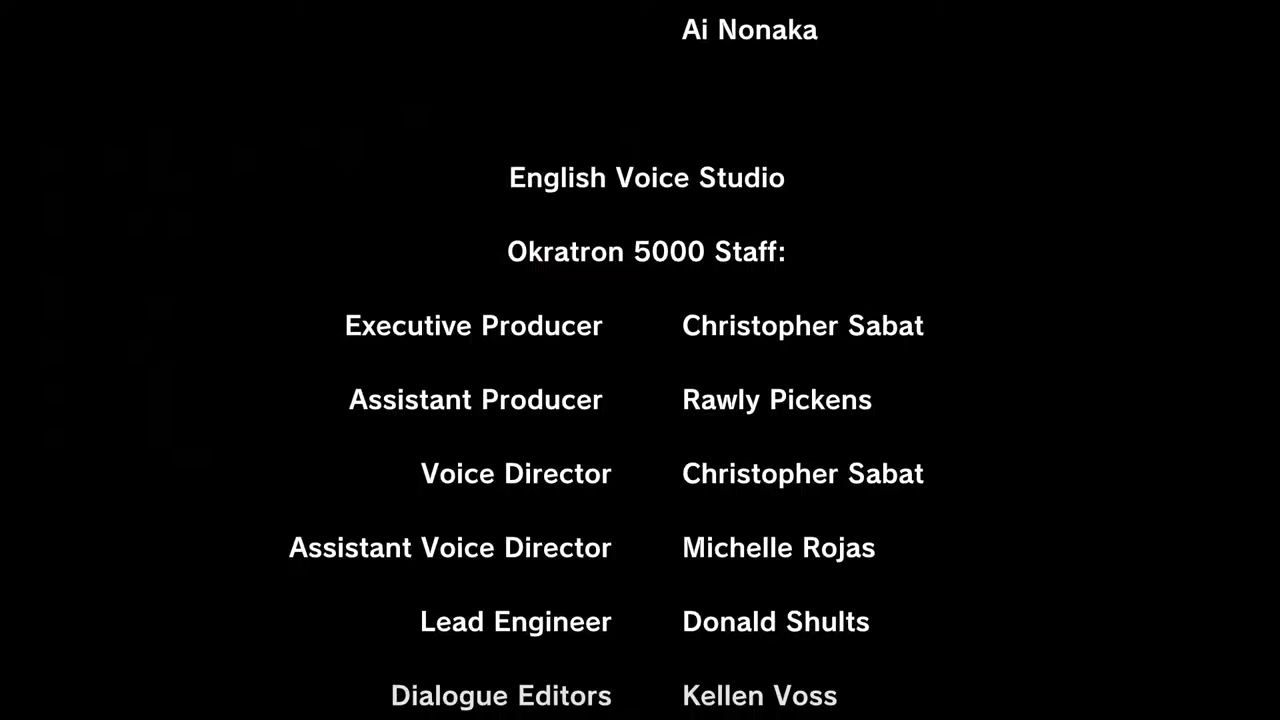 Ai Nonaka
English Voice Studio
Okratron 5000 Staff:
Executive Producer Christopher Sabat
Assistant Producer Rawly Pickens
Voice Director Christopher Sabat
Assistant Voice Director Michelle Rojas
Lead Engineer Donald Shults
Dialogue Editors Kellen Voss